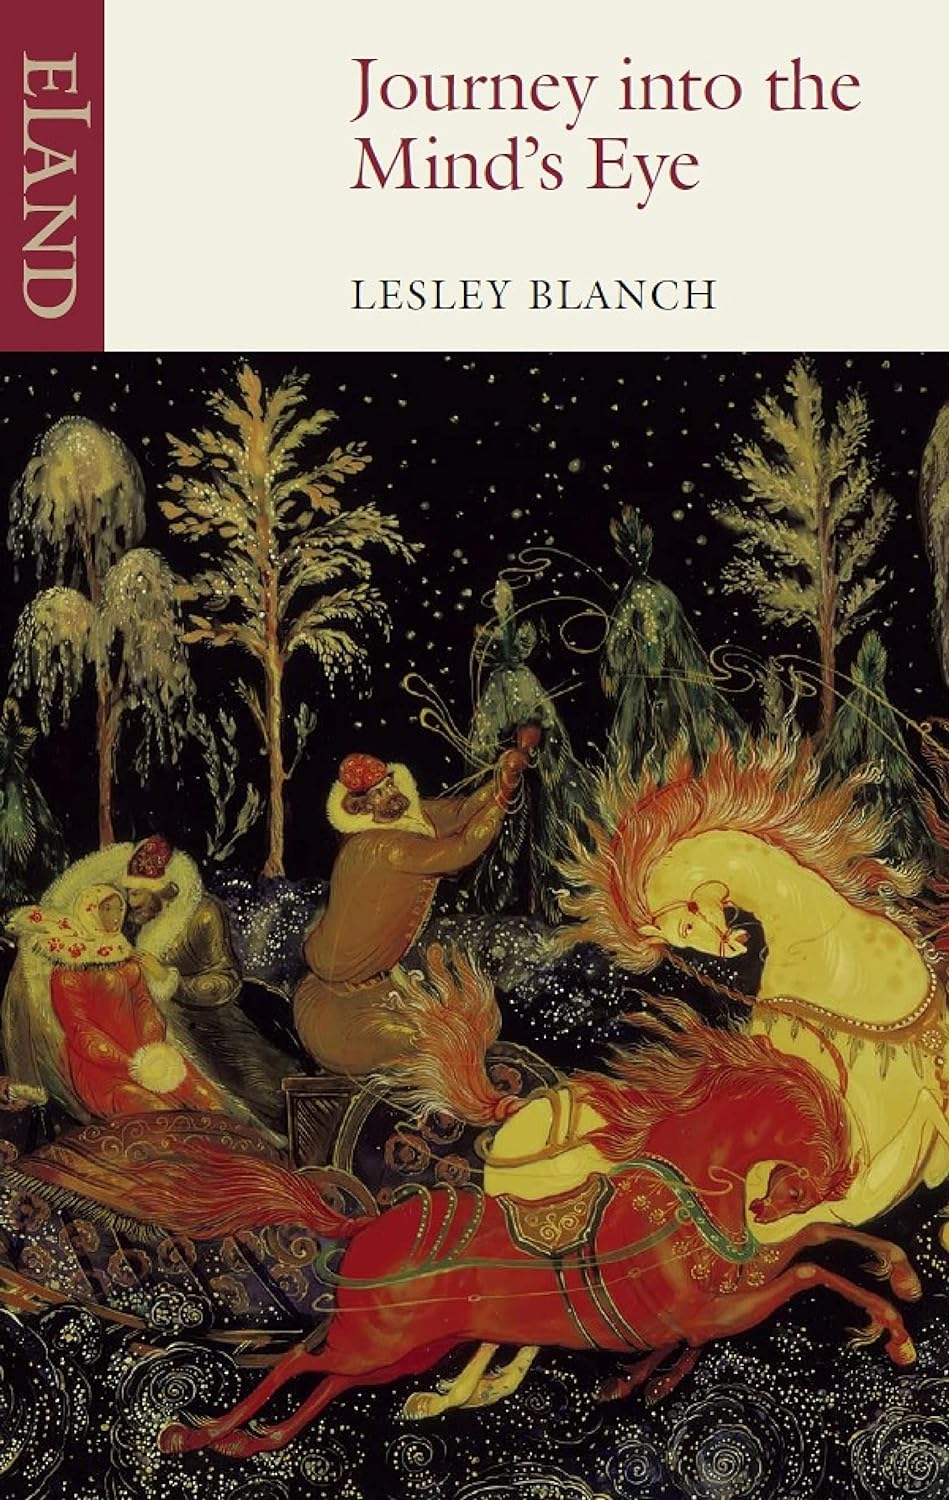 ELAND
Journey into the
Mind's Eye
LESLEY BLANCH